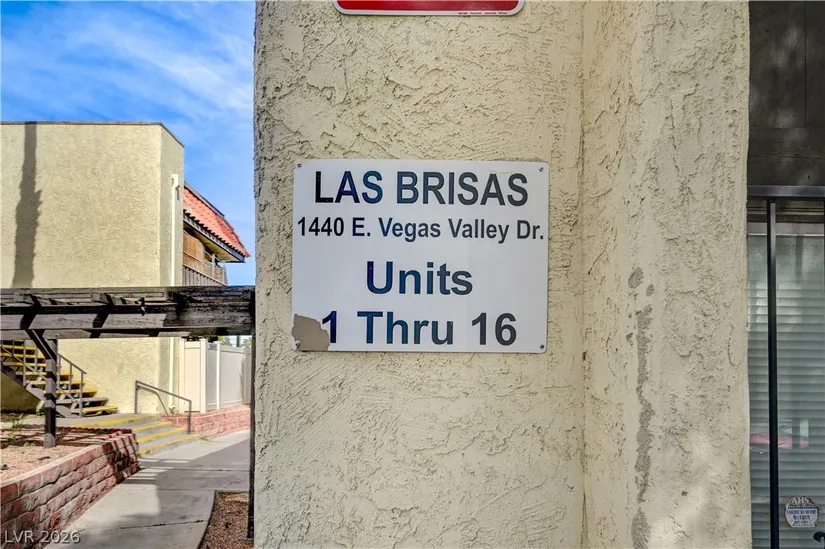 LAS BRISAS
1440 E. Vegas Valley Dr.
Units
1 Thru 16
LVR 2026